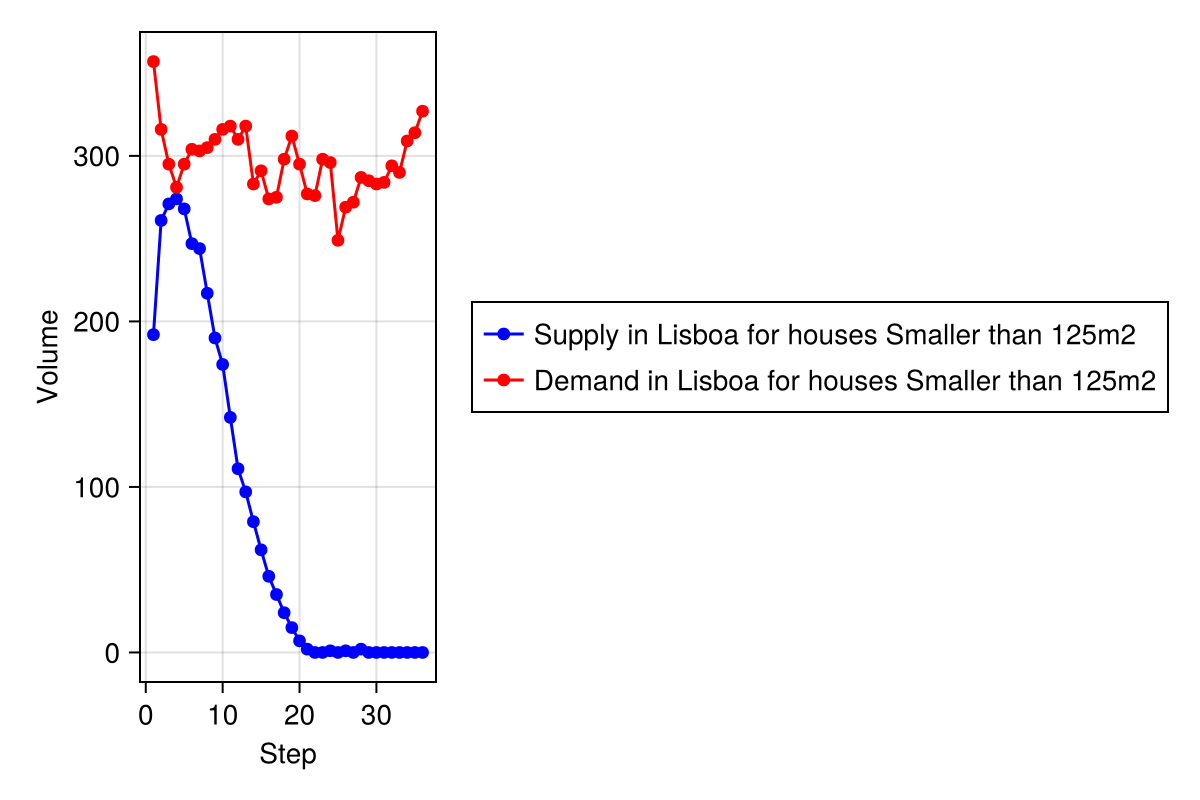 300
200
100
0
Volume
0 10 20 30
Step
Supply in Lisboa for houses Smaller than 125m2
Demand in Lisboa for houses Smaller than 125m2